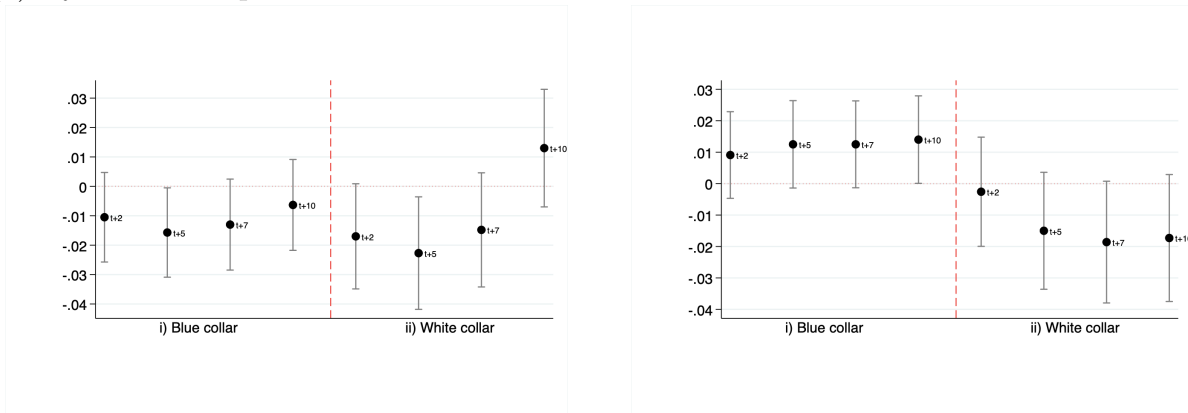 .03
.02
.01
0
-.01
-.02
-.03
-.04
t+2
t+5
t+7
t+10
t+2
t+5
t+7
t+10
i) Blue collar
ii) White collar
.03
.02
.01
0
-.01
-.02
-.03
-.04
t+2
t+5
t+7
t+10
t+2
t+5
t+7
i) Blue collar
ii) White collar